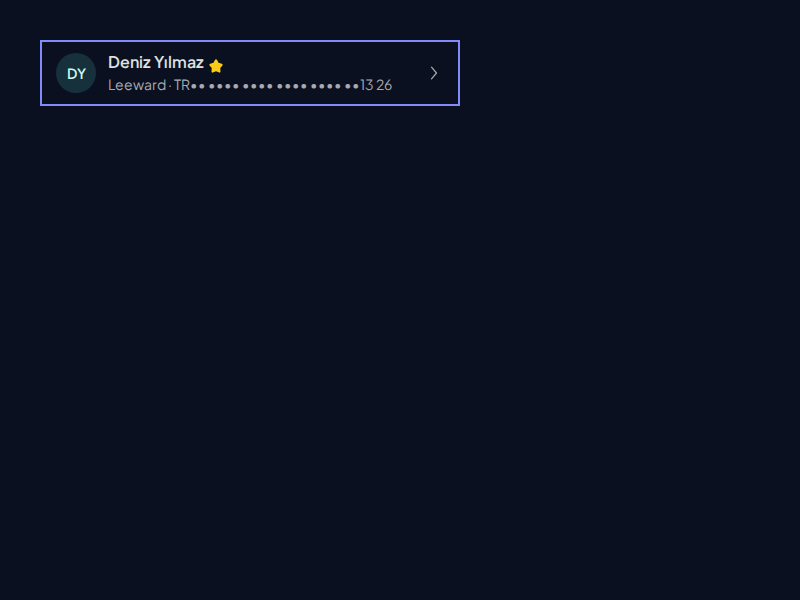 DY
Deniz Yılmaz
Leeward · TR•• •••• •••• •••• •••• ••13 26